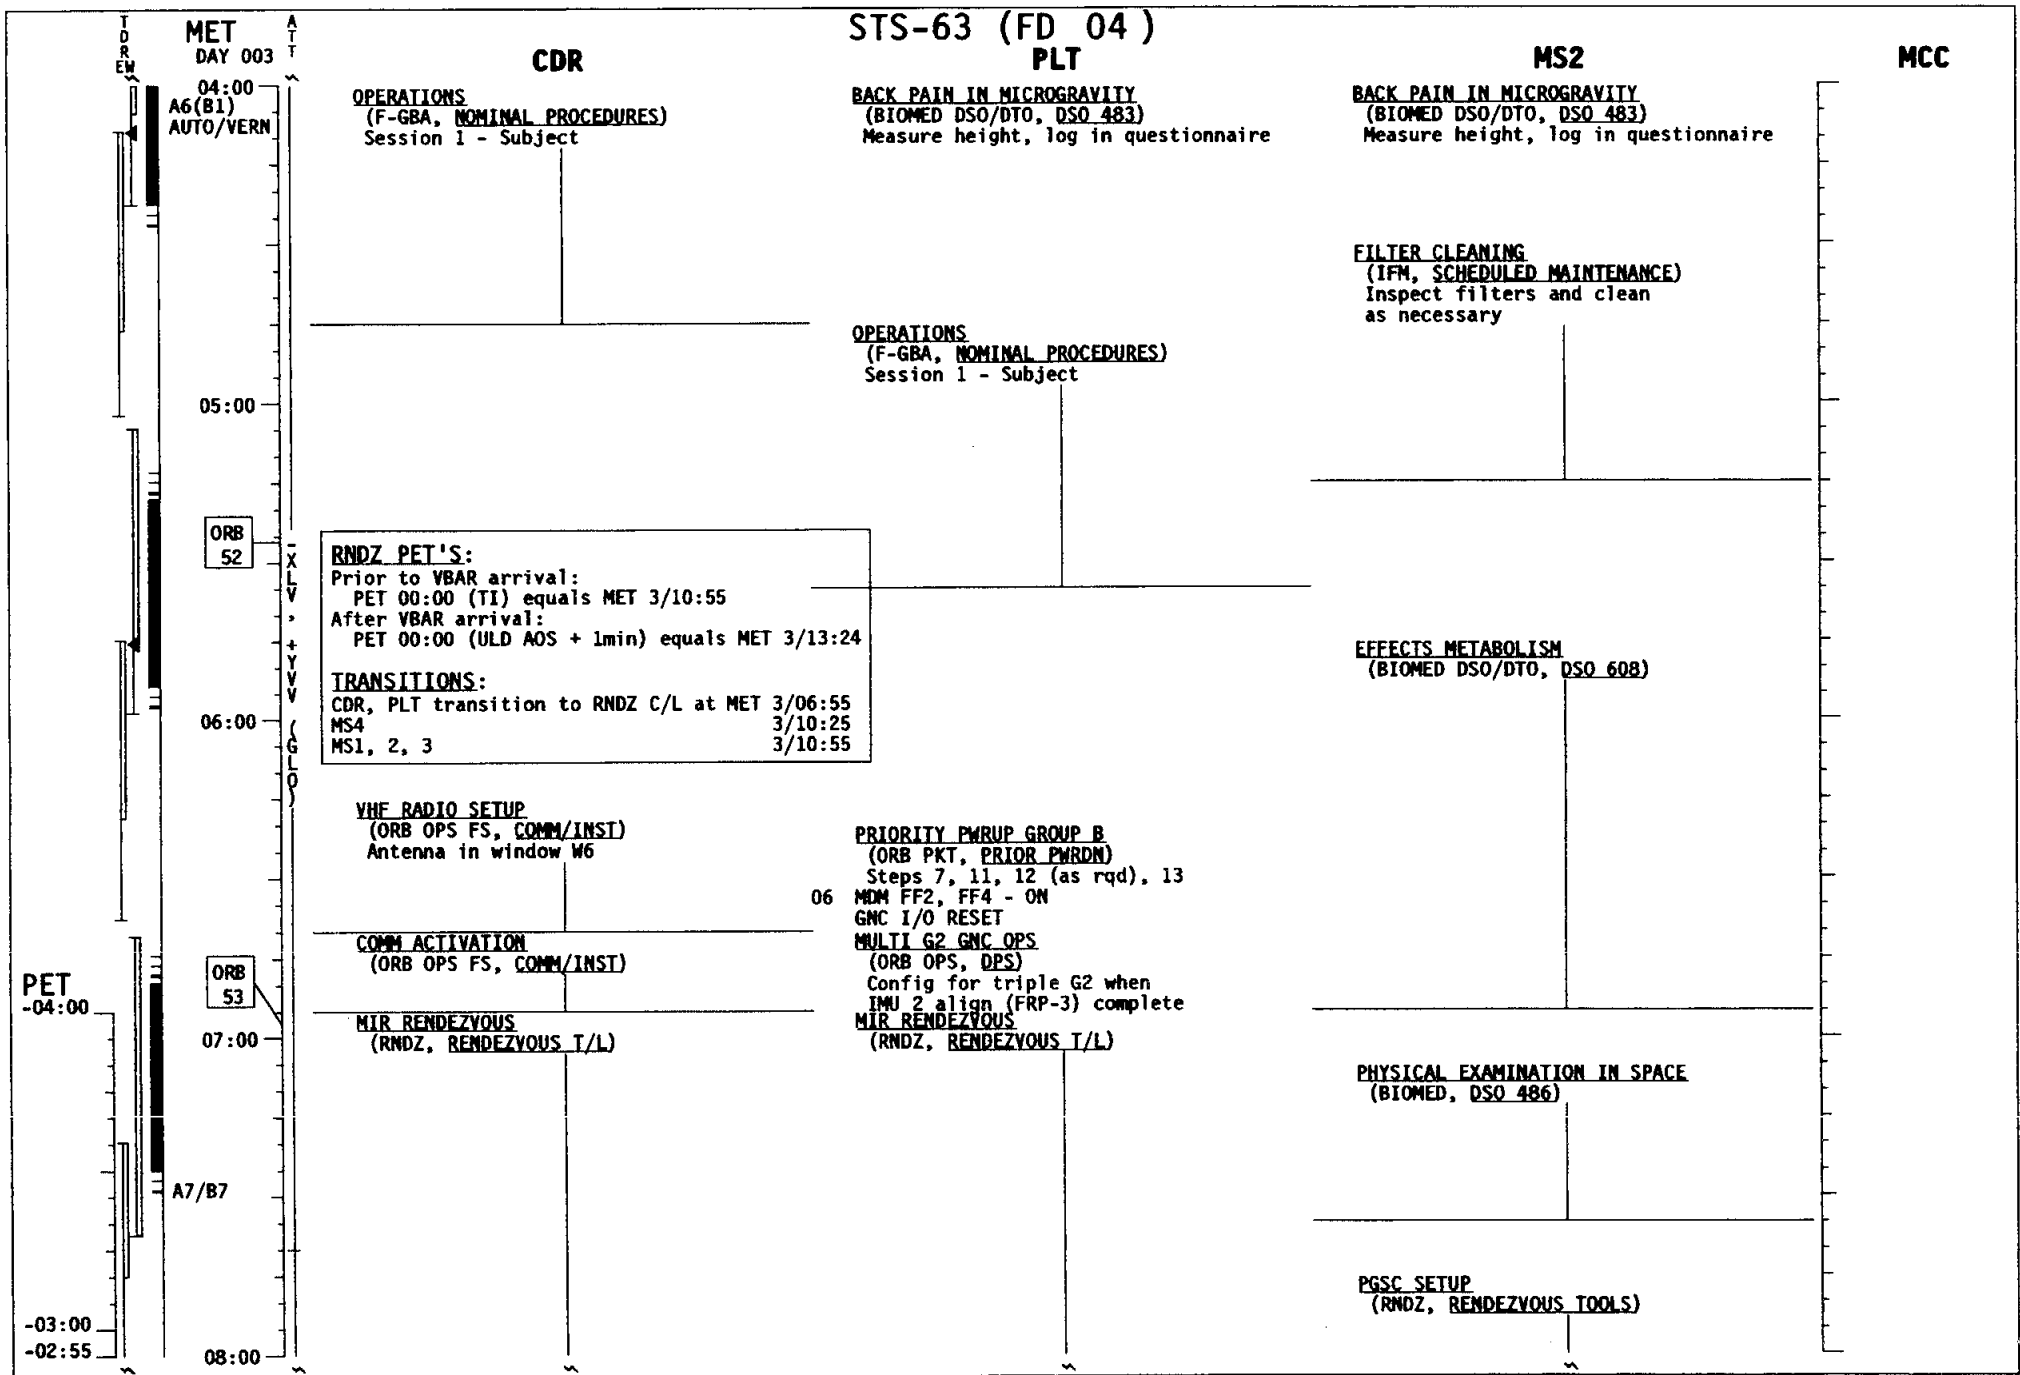 STS-63 (FD 04)
TDREW
MET
DAY 003
ATT
CDR
PLT
MS2
MCC
04:00
A6(B1)
AUTO/VERN
OPERATIONS
(F-GBA, NOMINAL PROCEDURES)
Session 1 - Subject
BACK PAIN IN MICROGRAVITY
(BIOMED DSO/DTO, DSO 483)
Measure height, log in questionnaire
BACK PAIN IN MICROGRAVITY
(BIOMED DSO/DTO, DSO 483)
Measure height, log in questionnaire
FILTER CLEANING
(IFM, SCHEDULED MAINTENANCE)
Inspect filters and clean
as necessary
OPERATIONS
(F-GBA, NOMINAL PROCEDURES)
Session 1 - Subject
05:00
ORB
52
-XLV, +YVV (GLO)
RNDZ PET'S:
Prior to VBAR arrival:
PET 00:00 (TI) equals MET 3/10:55
After VBAR arrival:
PET 00:00 (ULD AOS + 1min) equals MET 3/13:24
TRANSITIONS:
CDR, PLT transition to RNDZ C/L at MET 3/06:55
MS4 3/10:25
MS1, 2, 3 3/10:55
EFFECTS METABOLISM
(BIOMED DSO/DTO, DSO 608)
06:00
VHF RADIO SETUP
(ORB OPS FS, COMM/INST)
Antenna in window W6
PRIORITY PWRUP GROUP B
(ORB PKT, PRIOR PWRDN)
Steps 7, 11, 12 (as rqd), 13
06 MDM FF2, FF4 - ON
GNC I/O RESET
COMM ACTIVATION
(ORB OPS FS, COMM/INST)
MULTI G2 GNC OPS
(ORB OPS, DPS)
Config for triple G2 when
IMU 2 align (FRP-3) complete
PET
-04:00
ORB
53
07:00
MIR RENDEZVOUS
(RNDZ, RENDEZVOUS T/L)
MIR RENDEZVOUS
(RNDZ, RENDEZVOUS T/L)
PHYSICAL EXAMINATION IN SPACE
(BIOMED, DSO 486)
A7/B7
PGSC SETUP
(RNDZ, RENDEZVOUS TOOLS)
-03:00
-02:55
08:00